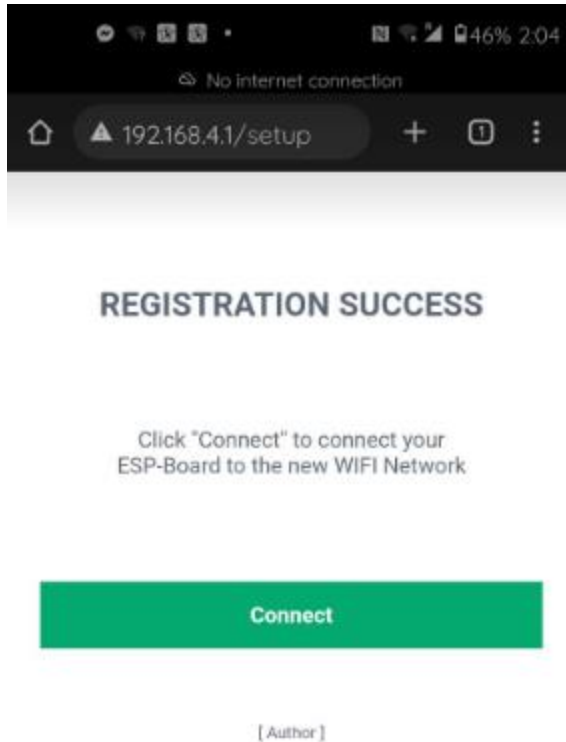 46% 2:04
No internet connection
192.168.4.1/setup
1
REGISTRATION SUCCESS
Click "Connect" to connect your
ESP-Board to the new WIFI Network
Connect
[ Author ]